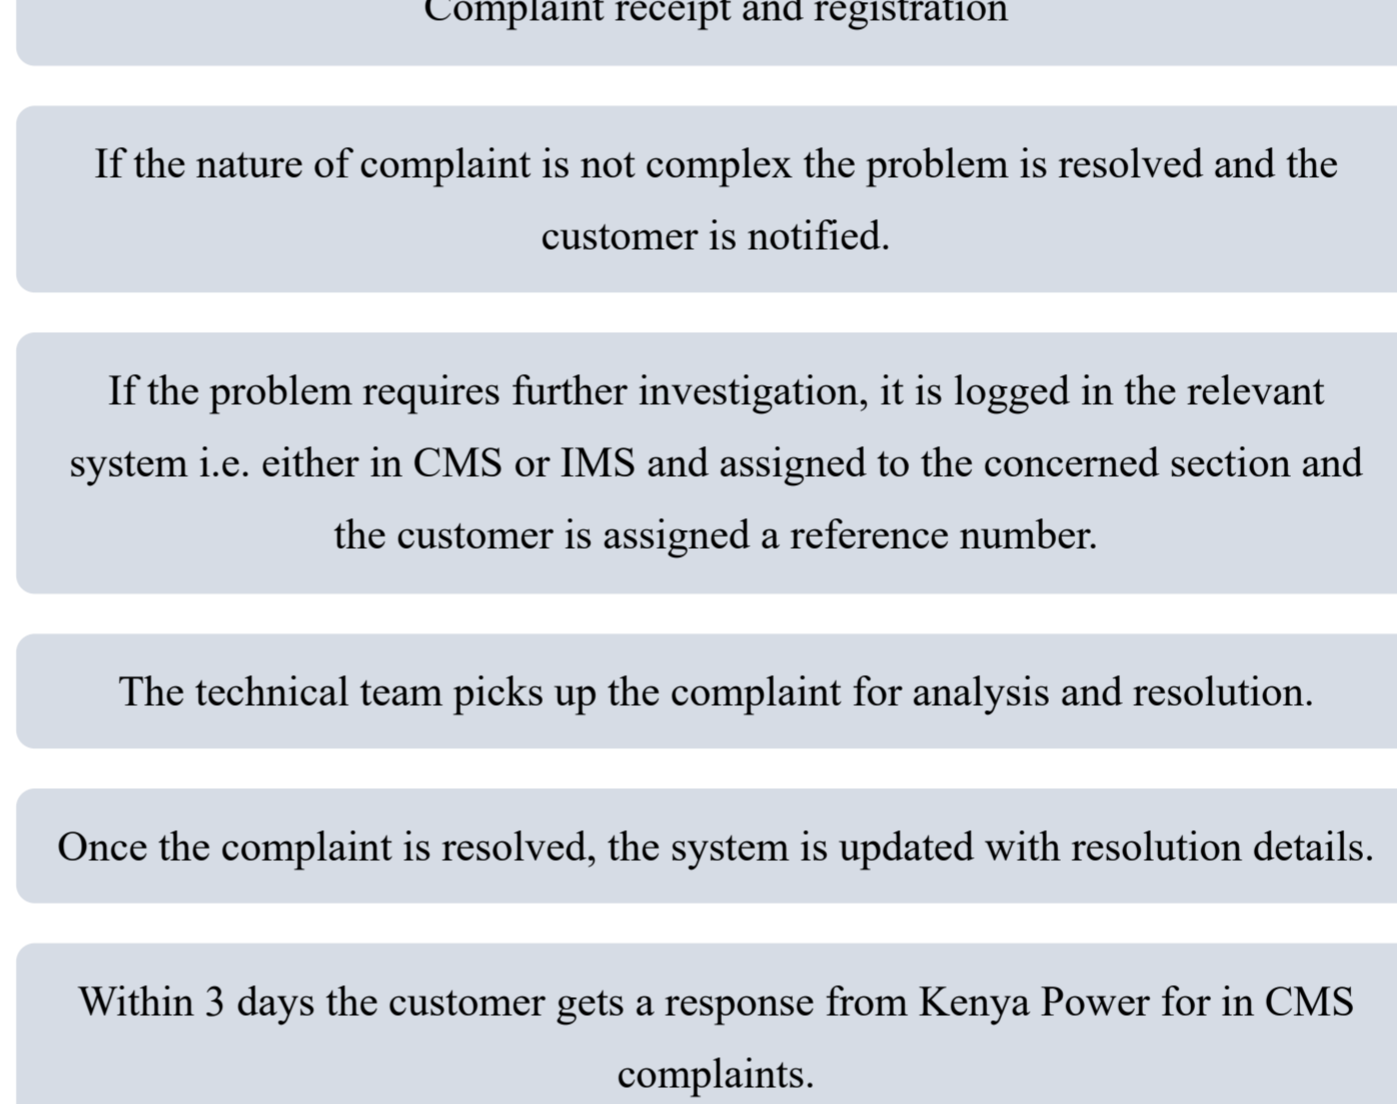 Complaint receipt and registration
If the nature of complaint is not complex the problem is resolved and the
customer is notified.
If the problem requires further investigation, it is logged in the relevant
system i.e. either in CMS or IMS and assigned to the concerned section and
the customer is assigned a reference number.
The technical team picks up the complaint for analysis and resolution.
Once the complaint is resolved, the system is updated with resolution details.
Within 3 days the customer gets a response from Kenya Power for in CMS
complaints.